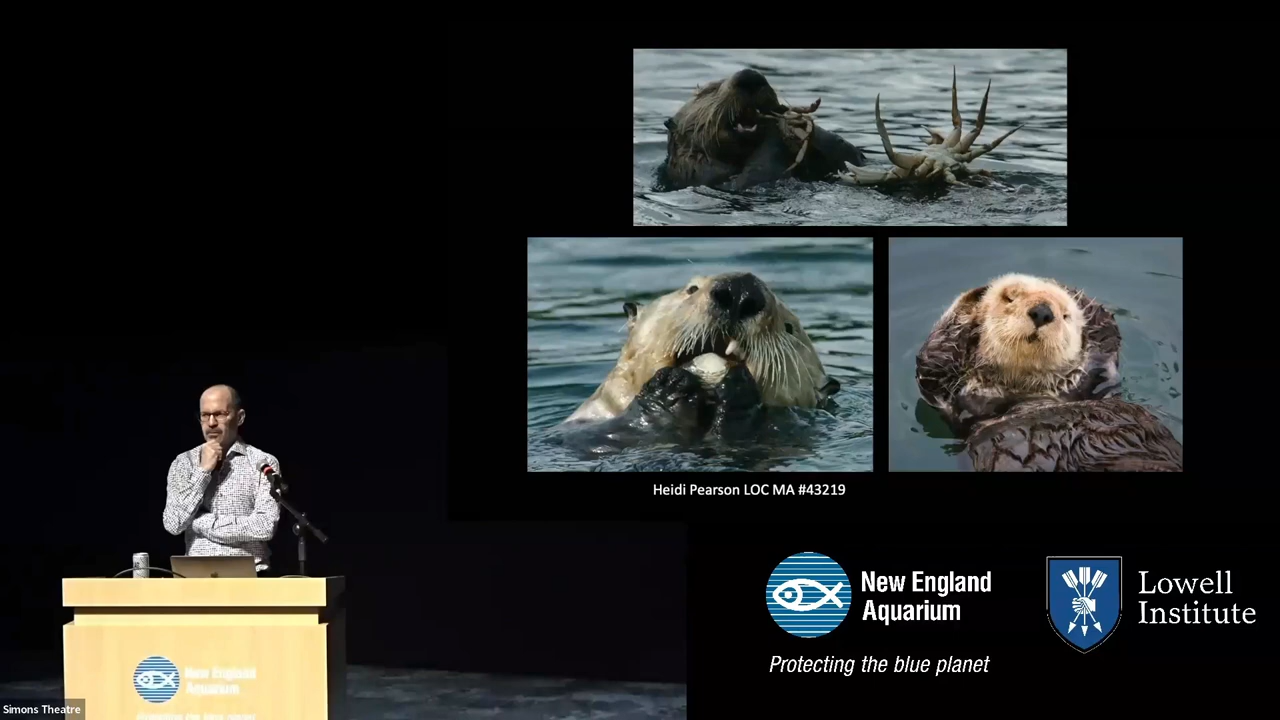 Heidi Pearson LOC MA #43219
New England
Aquarium
Protecting the blue planet
Lowell
Institute
New England
Aquarium
Simons Theatre